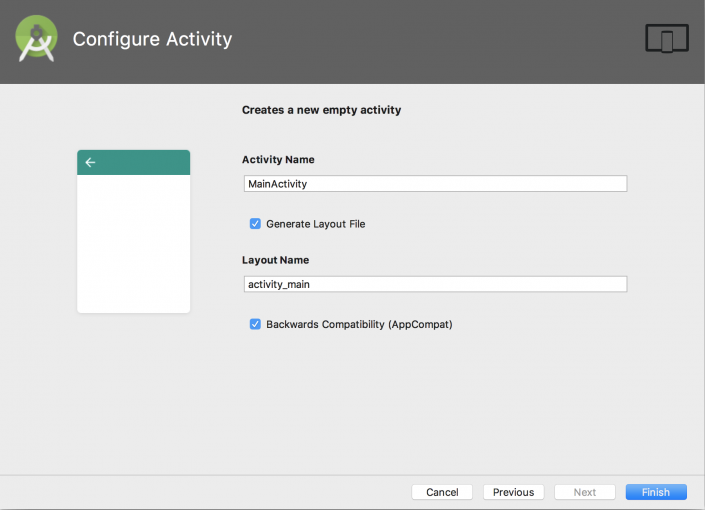 Configure Activity
Creates a new empty activity
Activity Name
MainActivity
Generate Layout File
Layout Name
activity_main
Backwards Compatibility (AppCompat)
Cancel Previous Next Finish